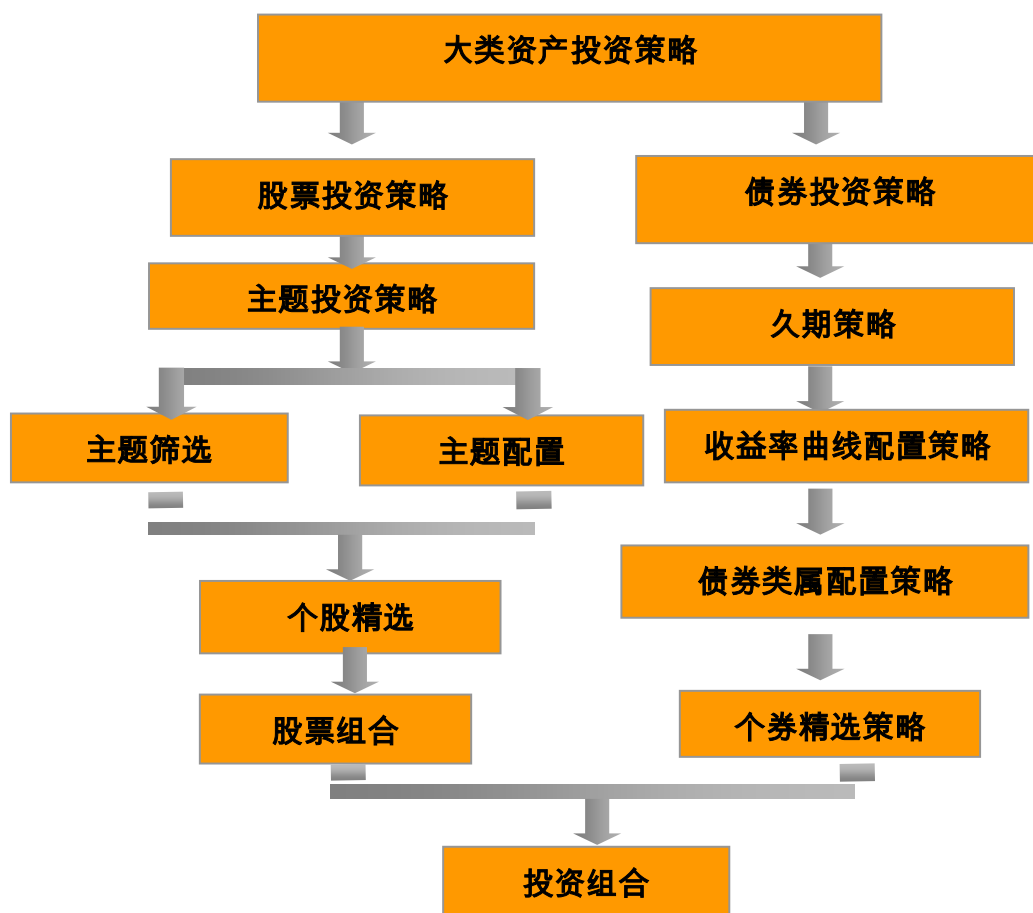 大类资产投资策略
股票投资策略
债券投资策略
主题投资策略
久期策略
主题筛选
主题配置
收益率曲线配置策略
债券类属配置策略
个股精选
股票组合
个券精选策略
投资组合